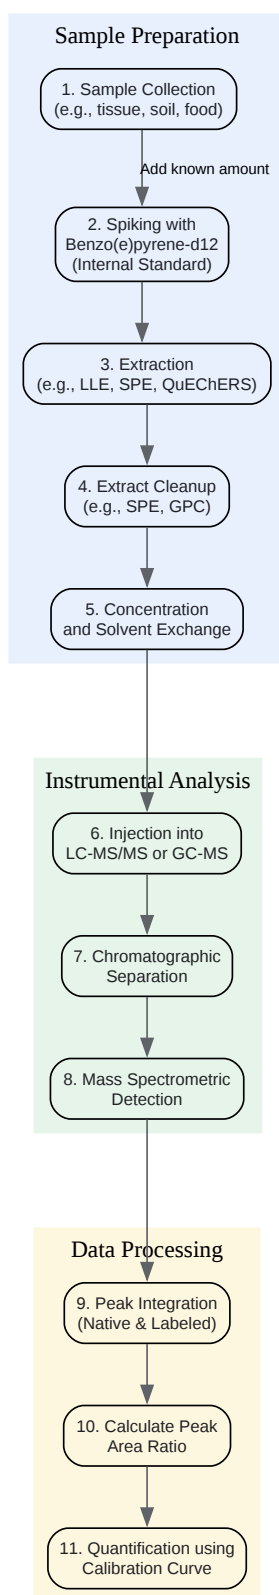 Sample Preparation
1. Sample Collection
(e.g., tissue, soil, food)
Add known amount
2. Spiking with
Benzo(e)pyrene-d12
(Internal Standard)
3. Extraction
(e.g., LLE, SPE, QuEChERS)
4. Extract Cleanup
(e.g., SPE, GPC)
5. Concentration
and Solvent Exchange
Instrumental Analysis
6. Injection into
LC-MS/MS or GC-MS
7. Chromatographic
Separation
8. Mass Spectrometric
Detection
Data Processing
9. Peak Integration
(Native & Labeled)
10. Calculate Peak
Area Ratio
11. Quantification using
Calibration Curve